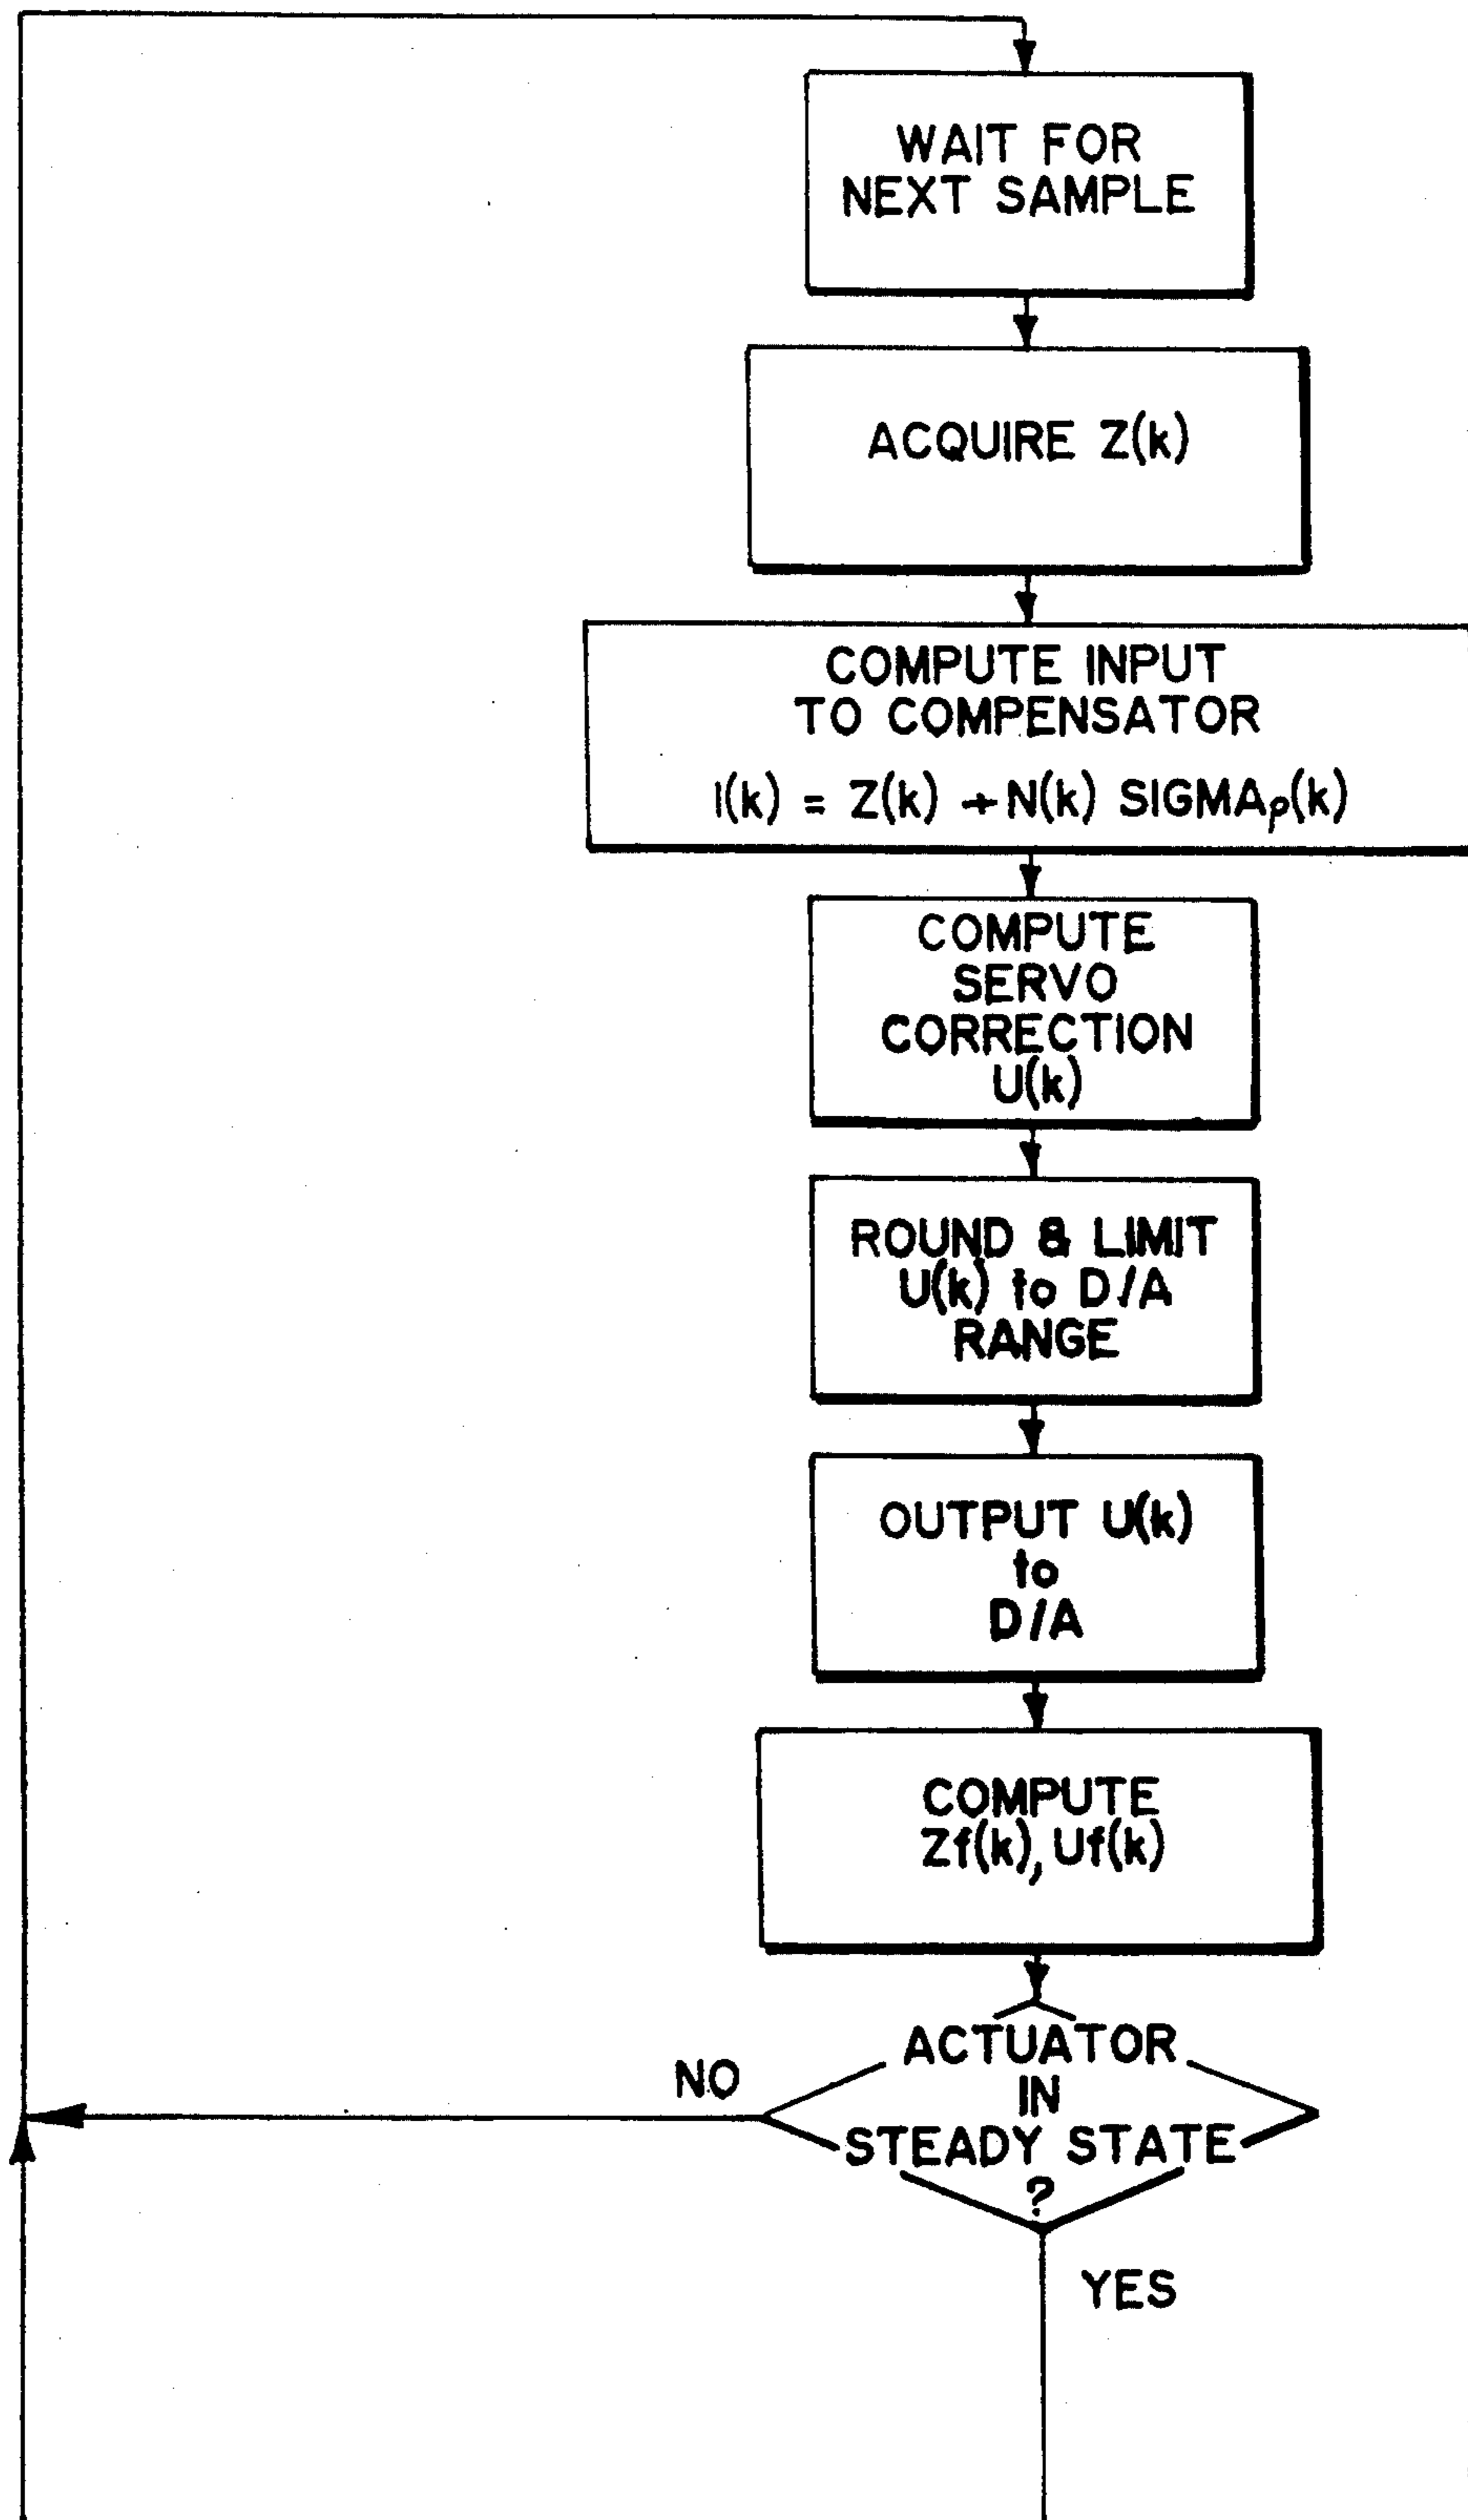 WAIT FOR
NEXT SAMPLE
ACQUIRE Z(k)
COMPUTE INPUT
TO COMPENSATOR
I(k) = Z(k) + N(k) SIGMAp(k)
COMPUTE
SERVO
CORRECTION
U(k)
ROUND & LIMIT
U(k) to D/A
RANGE
OUTPUT U(k)
to
D/A
COMPUTE
Zf(k), Uf(k)
ACTUATOR
IN
STEADY STATE
?
NO
YES